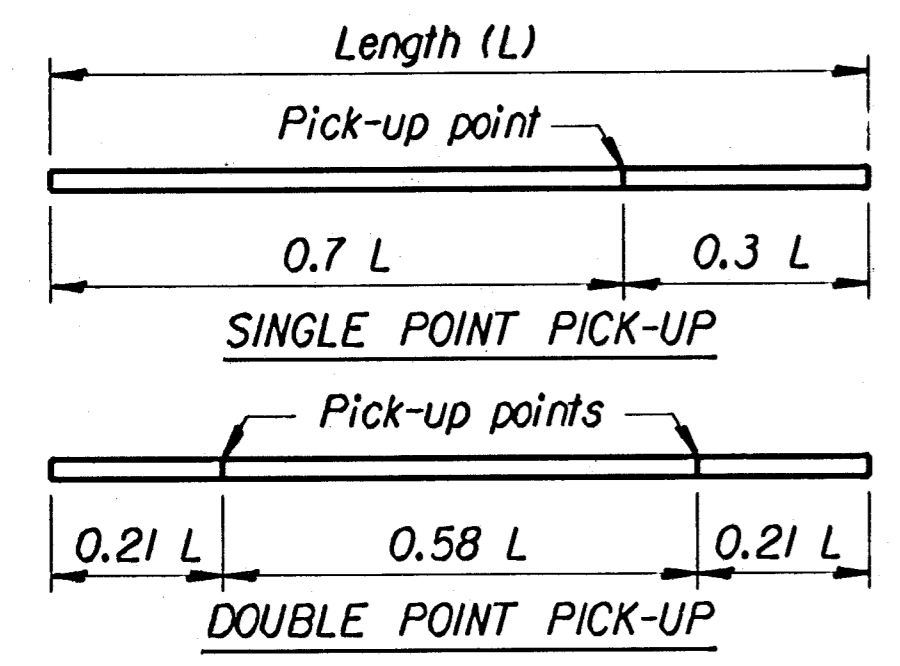 Length (L)
Pick-up point
0.7 L 0.3 L
SINGLE POINT PICK-UP
Pick-up points
0.21 L 0.58 L 0.21 L
DOUBLE POINT PICK-UP